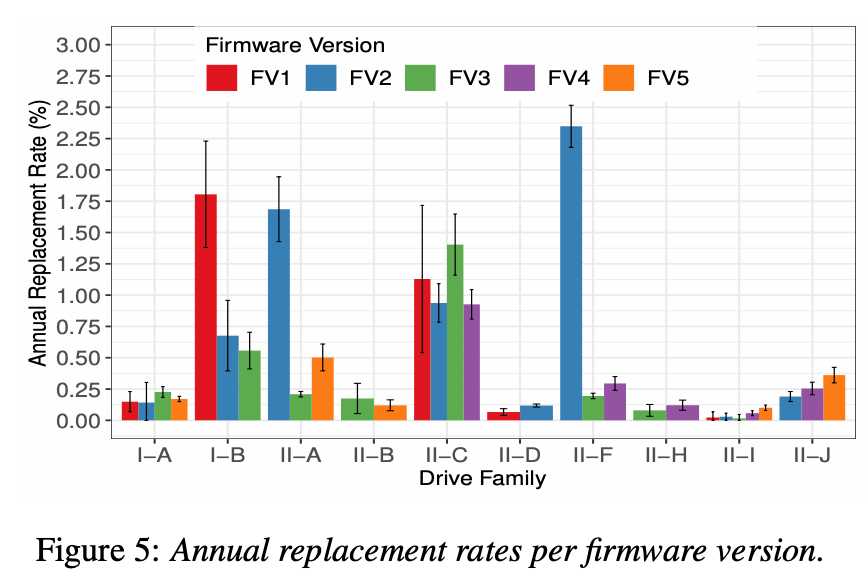 Firmware Version
FV1 FV2 FV3 FV4 FV5
Annual Replacement Rate (%)
3.00
2.75
2.50
2.25
2.00
1.75
1.50
1.25
1.00
0.75
0.50
0.25
0.00
I–A I–B II–A II–B II–C II–D II–F II–H II–I II–J
Drive Family
Figure 5: Annual replacement rates per firmware version.